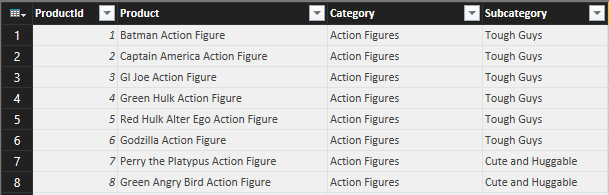 ProductId Product Category Subcategory
1 1 Batman Action Figure Action Figures Tough Guys
2 2 Captain America Action Figure Action Figures Tough Guys
3 3 GI Joe Action Figure Action Figures Tough Guys
4 4 Green Hulk Action Figure Action Figures Tough Guys
5 5 Red Hulk Alter Ego Action Figure Action Figures Tough Guys
6 6 Godzilla Action Figure Action Figures Tough Guys
7 7 Perry the Platypus Action Figure Action Figures Cute and Huggable
8 8 Green Angry Bird Action Figure Action Figures Cute and Huggable